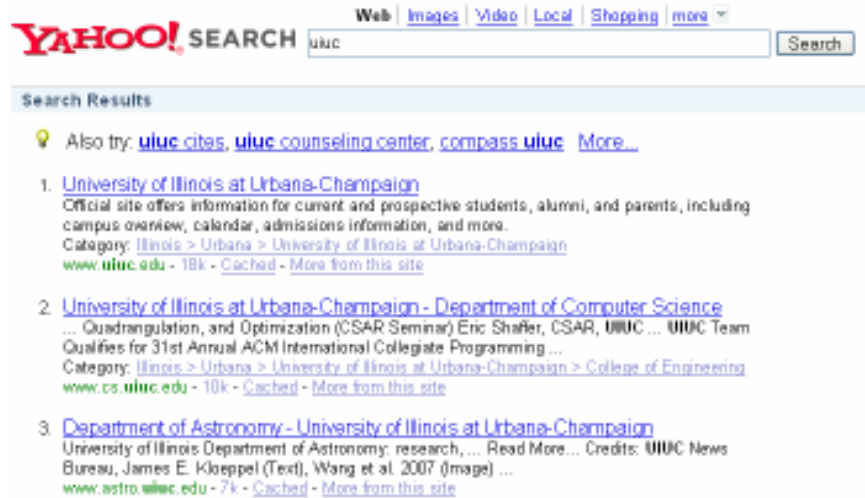 Web | Images | Video | Local | Shopping | more
YAHOO! SEARCH uiuc Search
Search Results
Also try: uiuc cites, uiuc counseling center, compass uiuc More...
1. University of Illinois at Urbana-Champaign
Official site offers information for current and prospective students, alumni, and parents, including
campus overview, calendar, admissions information, and more.
Category: Illinois > Urbana > University of Illinois at Urbana-Champaign
www.uiuc.edu - 18k - Cached - More from this site
2. University of Illinois at Urbana-Champaign - Department of Computer Science
... Quadrangulation, and Optimization (CSAR Seminar) Eric Shaffer, CSAR, UIUC ... UIUC Team
Qualifies for 31st Annual ACM International Collegiate Programming ...
Category: Illinois > Urbana > University of Illinois at Urbana-Champaign > College of Engineering
www.cs.uiuc.edu - 10k - Cached - More from this site
3. Department of Astronomy - University of Illinois at Urbana-Champaign
University of Illinois Department of Astronomy: research, ... Read More... Credits: UIUC News
Bureau, James E. Kloeppel (Text), Wang et al. 2007 (Image) ...
www.astro.uiuc.edu - 7k - Cached - More from this site